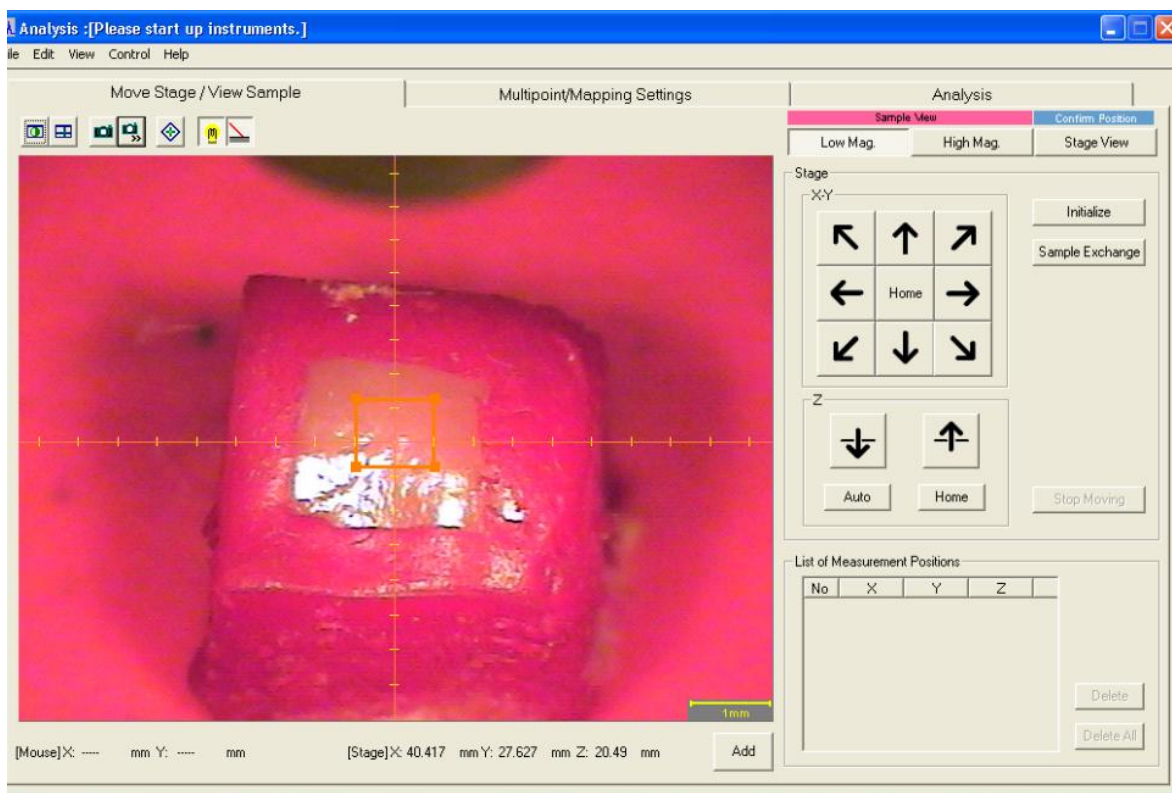 Analysis :[Please start up instruments.]
ile Edit View Control Help
Move Stage / View Sample
Multipoint/Mapping Settings
Analysis
Sample View
Confirm Position
Low Mag.
High Mag.
Stage View
Stage
X-Y
Home
Initialize
Sample Exchange
Z
Auto
Home
Stop Moving
List of Measurement Positions
No X Y Z
Delete
Delete All
1mm
[Mouse]X: ----- mm Y: ----- mm
[Stage]X: 40.417 mm Y: 27.627 mm Z: 20.49 mm
Add